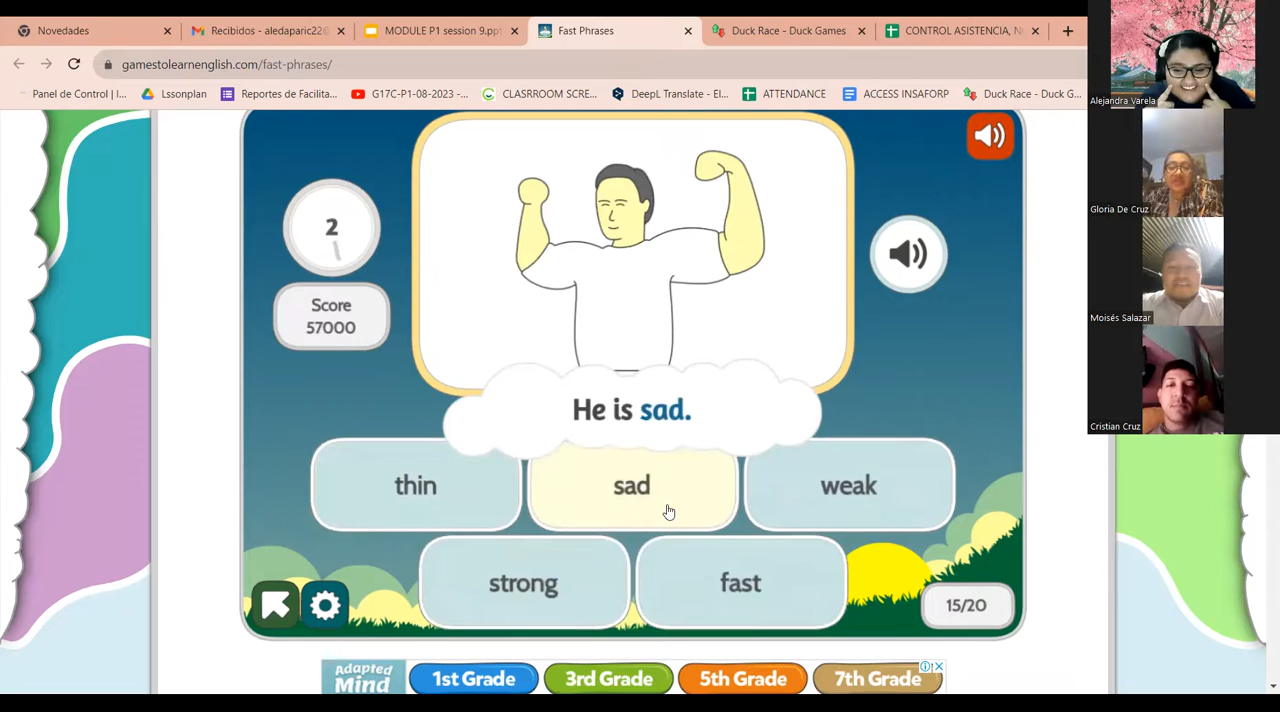 Novedades
Recibidos - aledaparic22@
MODULE P1 session 9.ppt
Fast Phrases
Duck Race - Duck Games
CONTROL ASISTENCIA, N
gamestolearnenglish.com/fast-phrases/
Panel de Control | I...
Lssonplan
Reportes de Facilita...
G17C-P1-08-2023 -...
CLASSROOM SCRE...
DeepL Translate - El...
ATTENDANCE
ACCESS INSAFORP
Duck Race - Duck G...
Alejandra Varela
Gloria De Cruz
Moisés Salazar
Cristian Cruz
2
Score
57000
He is sad.
thin
sad
weak
strong
fast
15/20
Adapted
Mind
1st Grade
3rd Grade
5th Grade
7th Grade